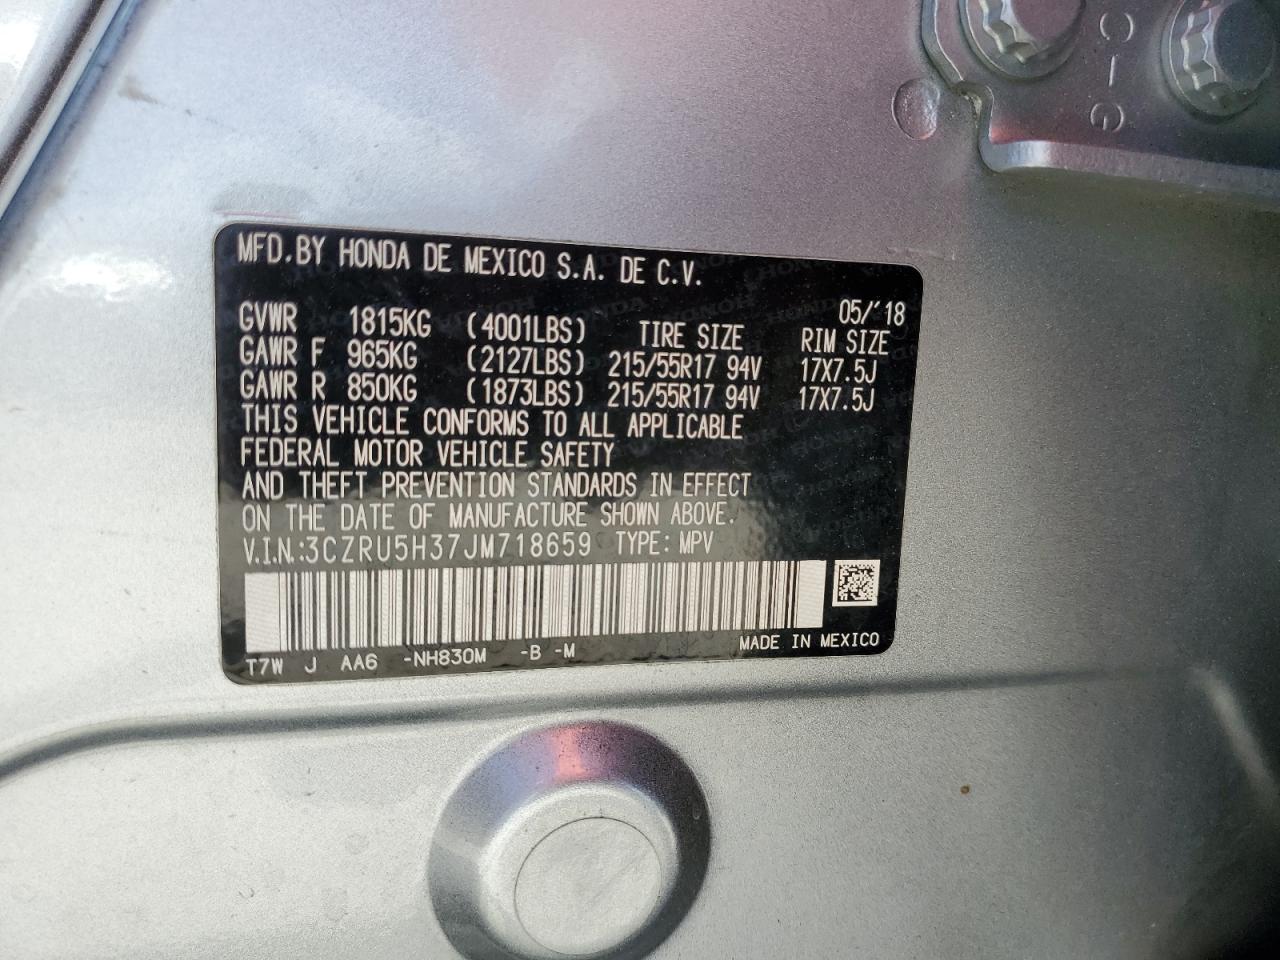 MFD.BY HONDA DE MEXICO S.A. DE C.V.
05/'18
GVWR 1815KG (4001LBS) TIRE SIZE RIM SIZE
GAWR F 965KG (2127LBS) 215/55R17 94V 17X7.5J
GAWR R 850KG (1873LBS) 215/55R17 94V 17X7.5J
THIS VEHICLE CONFORMS TO ALL APPLICABLE
FEDERAL MOTOR VEHICLE SAFETY
AND THEFT PREVENTION STANDARDS IN EFFECT
ON THE DATE OF MANUFACTURE SHOWN ABOVE.
V.I.N.:3CZRU5H37JM718659 TYPE: MPV
T7W J AA6 -NH830M -B -M MADE IN MEXICO